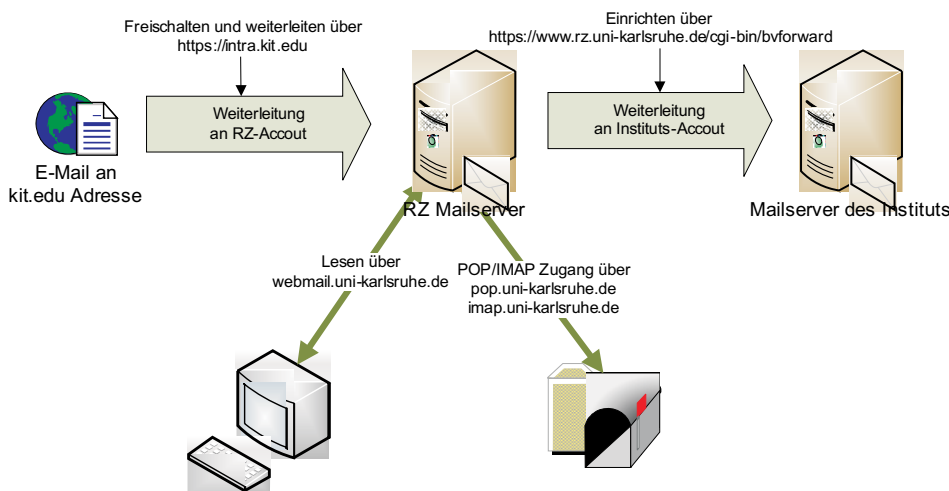 Freischalten und weiterleiten über
https://intra.kit.edu
Einrichten über
https://www.rz.uni-karlsruhe.de/cgi-bin/bvforward
Weiterleitung
an RZ-Accout
Weiterleitung
an Instituts-Accout
E-Mail an
kit.edu Adresse
RZ Mailserver
Mailserver des Instituts
Lesen über
webmail.uni-karlsruhe.de
POP/IMAP Zugang über
pop.uni-karlsruhe.de
imap.uni-karlsruhe.de